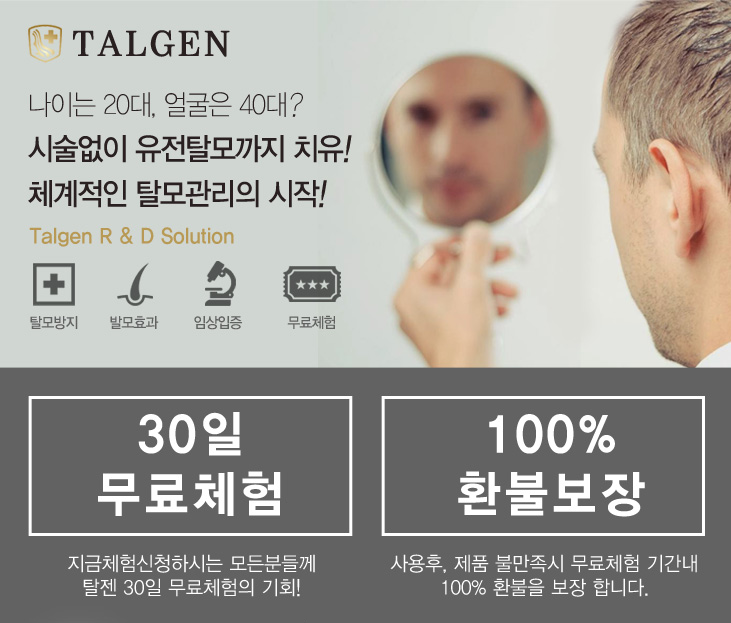 TALGEN
나이는 20대, 얼굴은 40대?
시술없이 유전탈모까지 치유!
체계적인 탈모관리의 시작!
Talgen R & D Solution
탈모방지 발모효과 임상입증 무료체험
30일
무료체험
100%
환불보장
지금체험신청하시는 모든분들께
탈젠 30일 무료체험의 기회!
사용후, 제품 불만족시 무료체험 기간내
100% 환불을 보장 합니다.